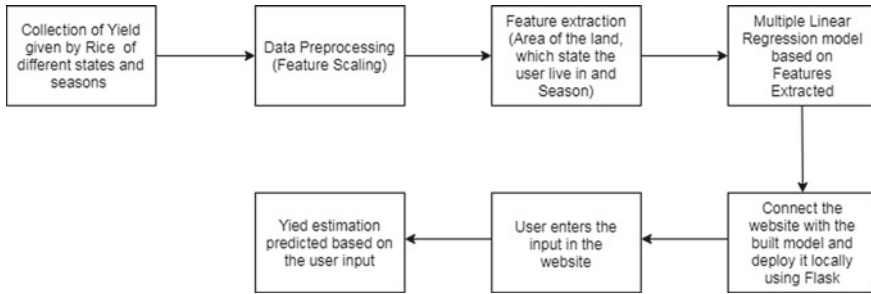 Collection of Yield
given by Rice of
different states and
seasons
Data Preprocessing
(Feature Scaling)
Feature extraction
(Area of the land,
which state the
user live in and
Season)
Multiple Linear
Regression model
based on
Features
Extracted
Connect the
website with the
built model and
deploy it locally
using Flask
User enters the
input in the
website
Yied estimation
predicted based on
the user input